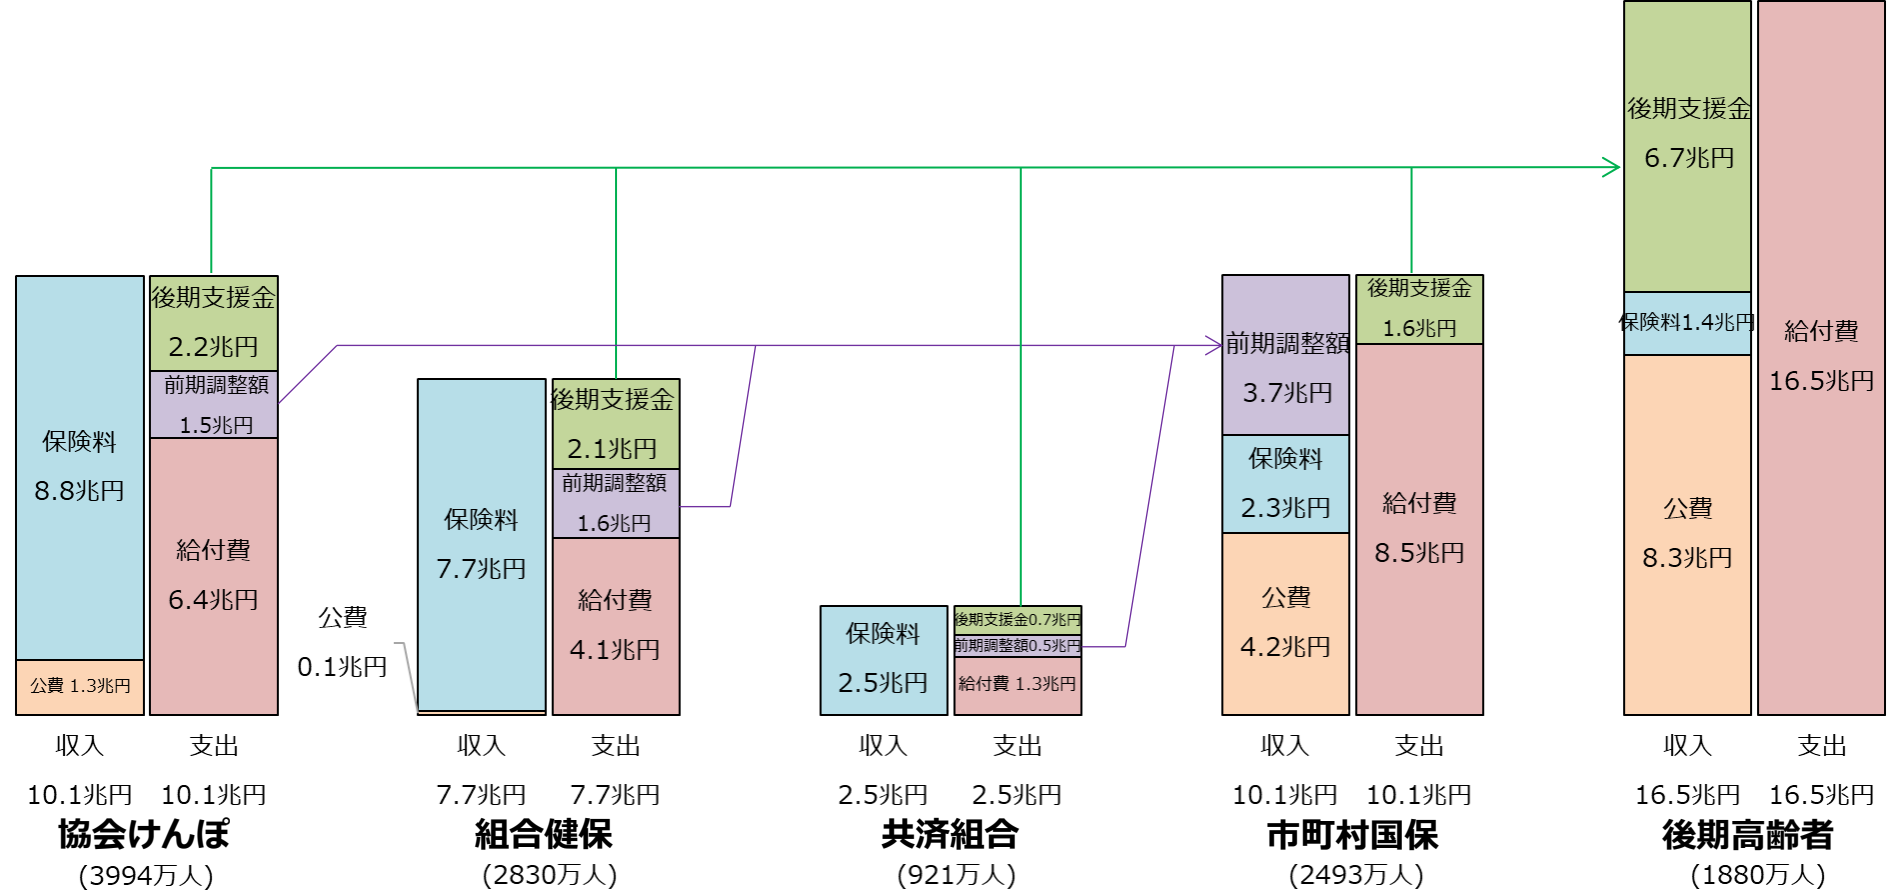 後期支援金
2.2兆円
前期調整額
1.5兆円
保険料
8.8兆円
給付費
6.4兆円
公費 1.3兆円
収入
支出
10.1兆円
10.1兆円
協会けんぽ
(3994万人)
後期支援金
2.1兆円
前期調整額
1.6兆円
保険料
7.7兆円
給付費
4.1兆円
公費
0.1兆円
収入
支出
7.7兆円
7.7兆円
組合健保
(2830万人)
後期支援金0.7兆円
前期調整額0.5兆円
保険料
2.5兆円
給付費 1.3兆円
収入
支出
2.5兆円
2.5兆円
共済組合
(921万人)
後期支援金
1.6兆円
前期調整額
3.7兆円
保険料
2.3兆円
給付費
8.5兆円
公費
4.2兆円
収入
支出
10.1兆円
10.1兆円
市町村国保
(2493万人)
後期支援金
6.7兆円
保険料1.4兆円
給付費
16.5兆円
公費
8.3兆円
収入
支出
16.5兆円
16.5兆円
後期高齢者
(1880万人)